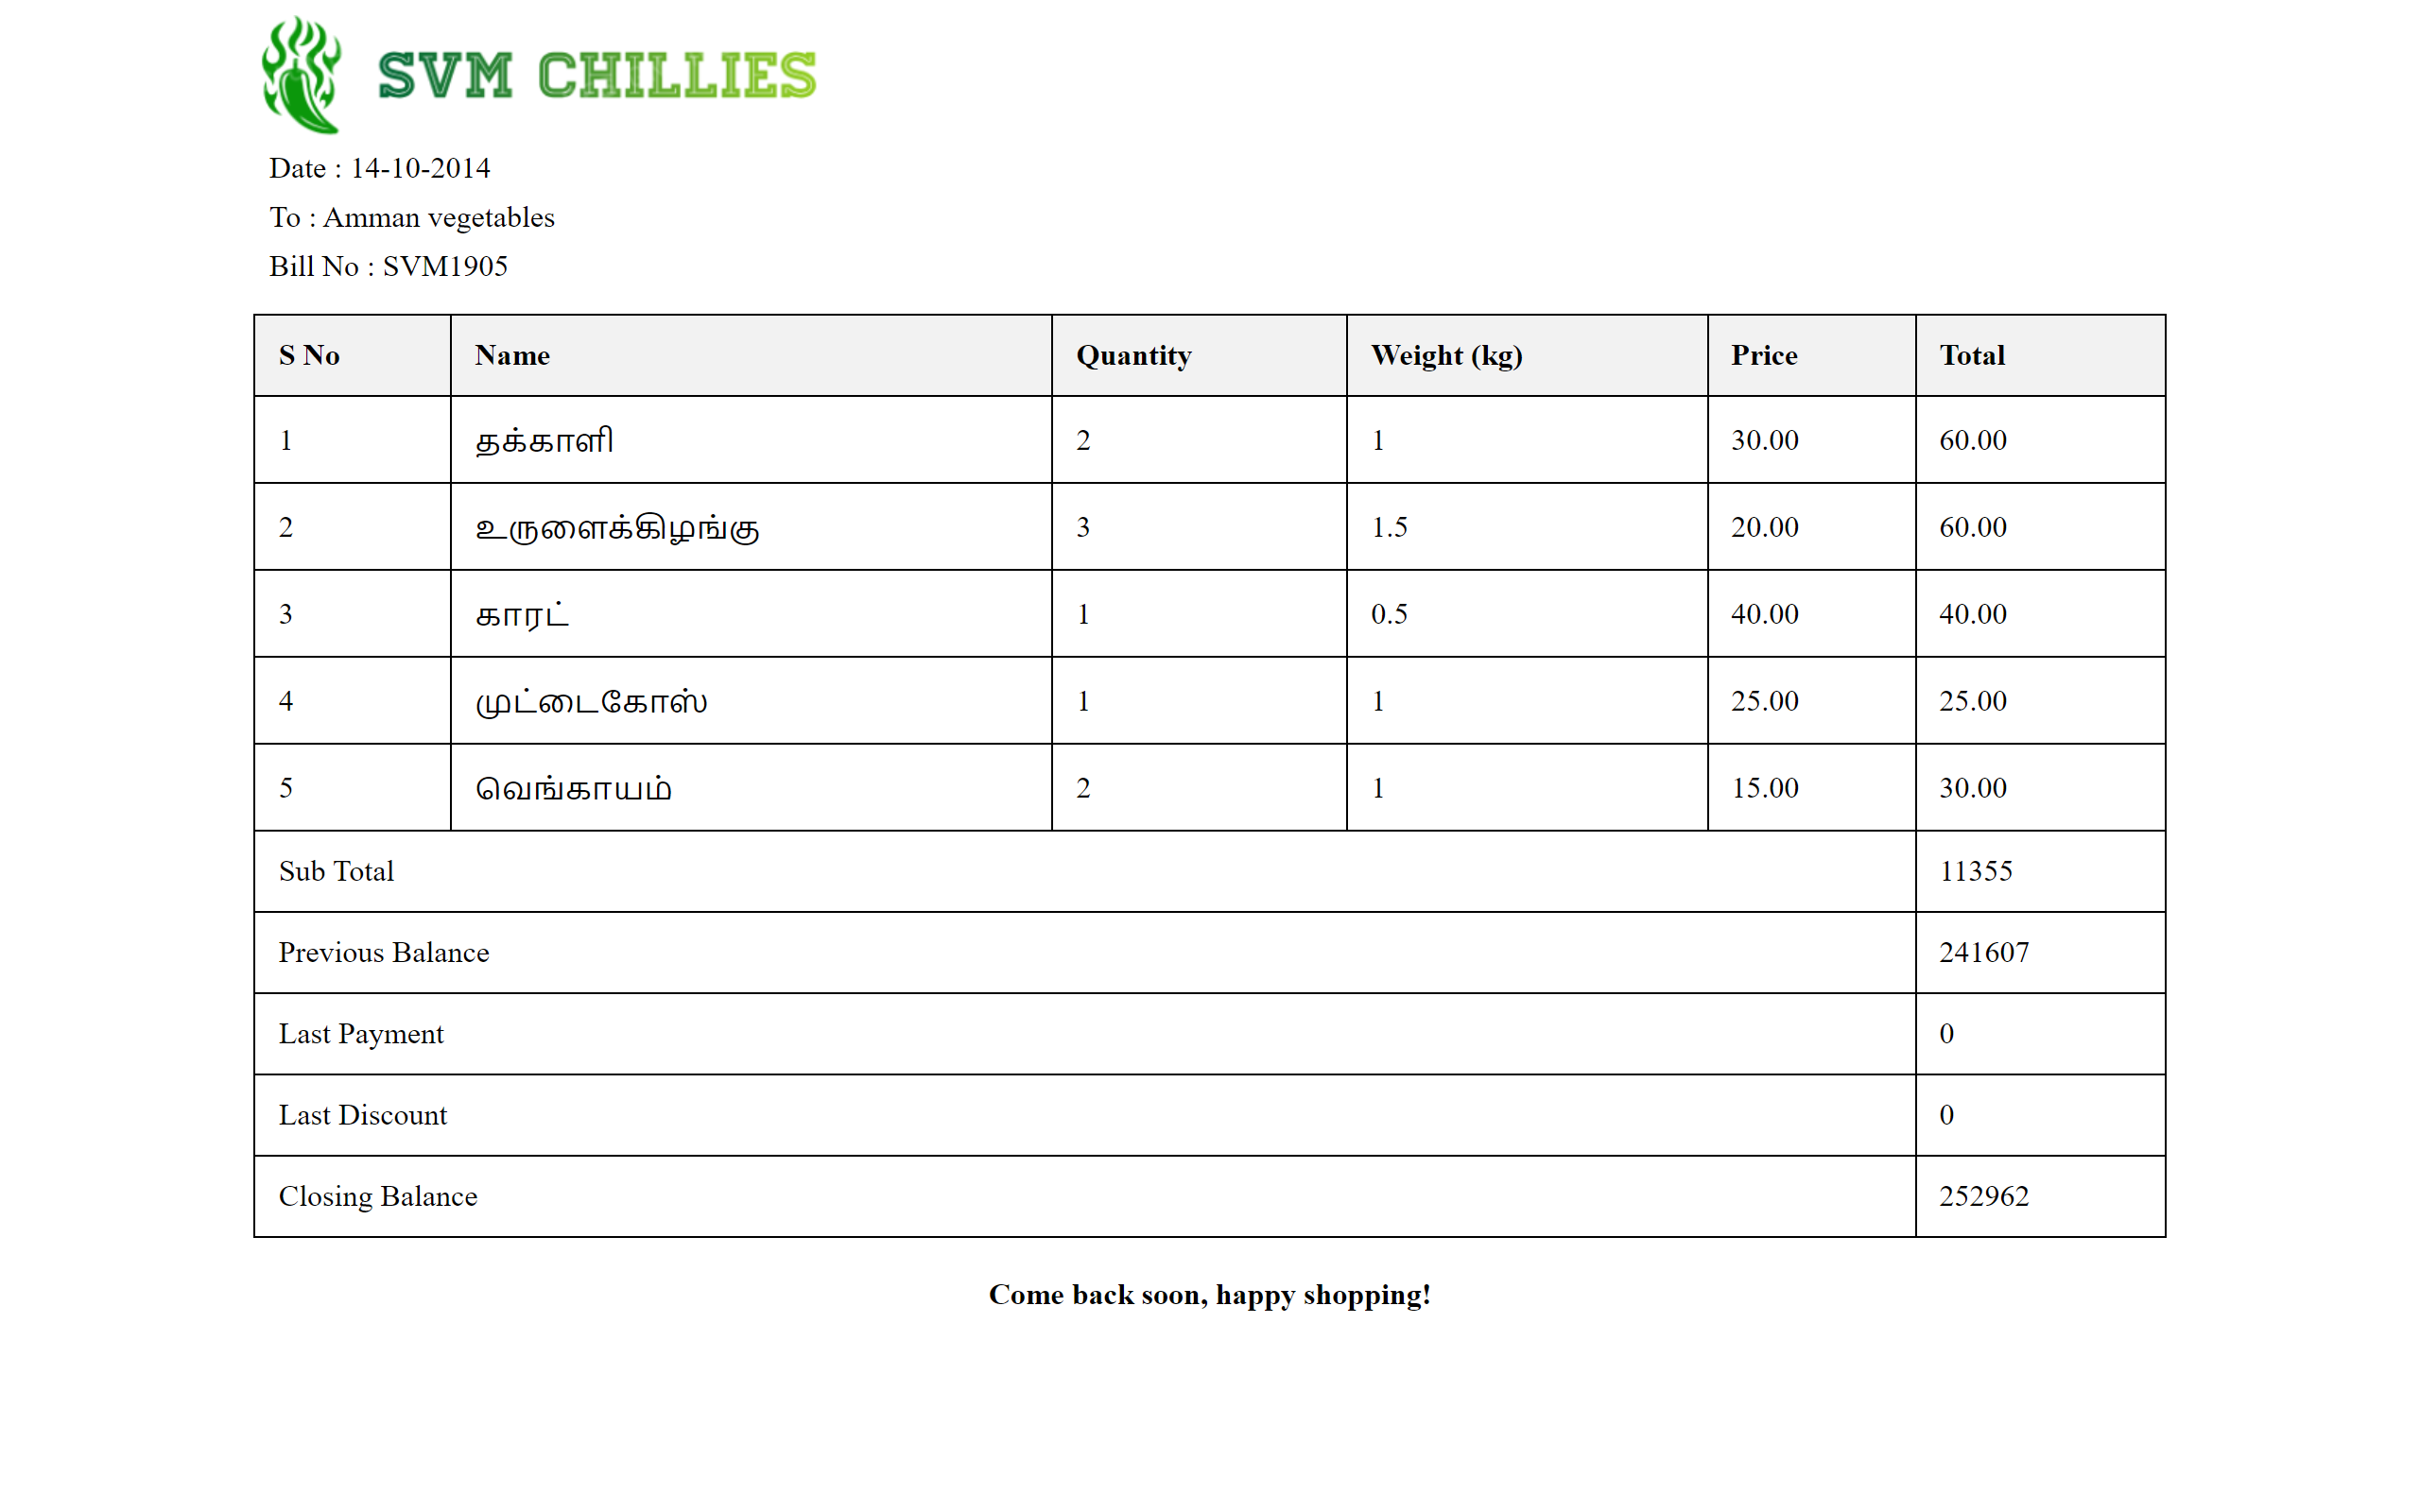 SVM CHILLIES
Date : 14-10-2014
To : Amman vegetables
Bill No : SVM1905
S No Name Quantity Weight (kg) Price Total
1 தக்காளி 2 1 30.00 60.00
2 உருளைக்கிழங்கு 3 1.5 20.00 60.00
3 காரட் 1 0.5 40.00 40.00
4 முட்டைகோஸ் 1 1 25.00 25.00
5 வெங்காயம் 2 1 15.00 30.00
Sub Total 11355
Previous Balance 241607
Last Payment 0
Last Discount 0
Closing Balance 252962
Come back soon, happy shopping!